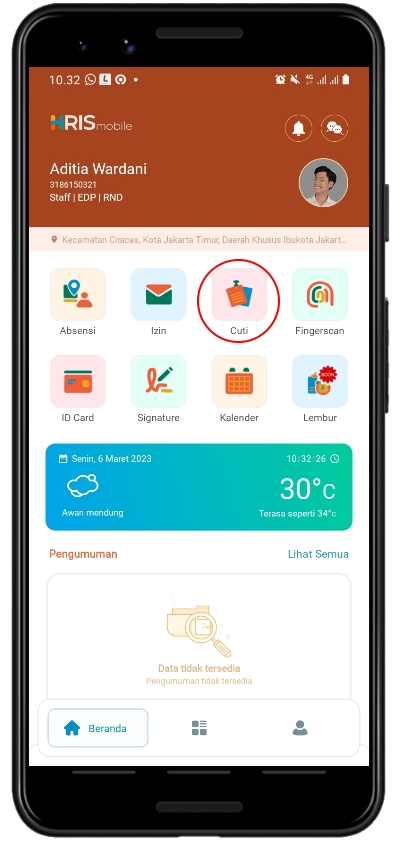 10.32
4G
HRIS mobile
Aditia Wardani
3186150321
Staff | EDP | RND
Kecamatan Ciracas, Kota Jakarta Timur, Daerah Khusus Ibukota Jakart...
Absensi Izin Cuti Fingerscan
SOON
ID Card Signature Kalender Lembur
Senin, 6 Maret 2023 10:32:26
30°C
Awan mendung Terasa seperti 34°c
Pengumuman Lihat Semua
Data tidak tersedia
Pengumuman tidak tersedia
Beranda